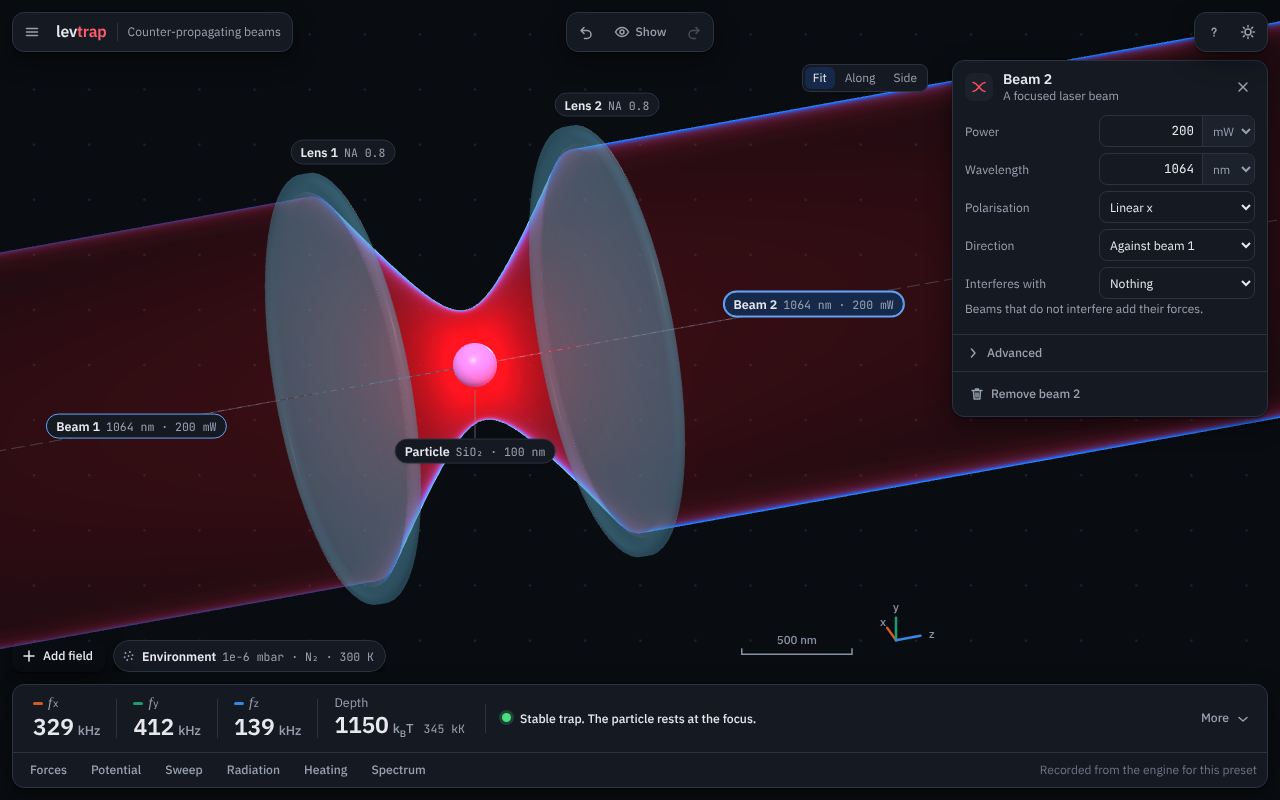 levtrap Counter-propagating beams
Show
?
Fit Along Side
Beam 2
A focused laser beam
Power 200 mW
Wavelength 1064 nm
Polarisation Linear x
Direction Against beam 1
Interferes with Nothing
Beams that do not interfere add their forces.
Advanced
Remove beam 2
Lens 2 NA 0.8
Lens 1 NA 0.8
Beam 2 1064 nm · 200 mW
Beam 1 1064 nm · 200 mW
Particle SiO₂ · 100 nm
500 nm
y
x
z
Add field
Environment 1e-6 mbar · N₂ · 300 K
fx
329 kHz
fy
412 kHz
fz
139 kHz
Depth
1150 kBT 345 kK
Stable trap. The particle rests at the focus.
More
Forces Potential Sweep Radiation Heating Spectrum
Recorded from the engine for this preset